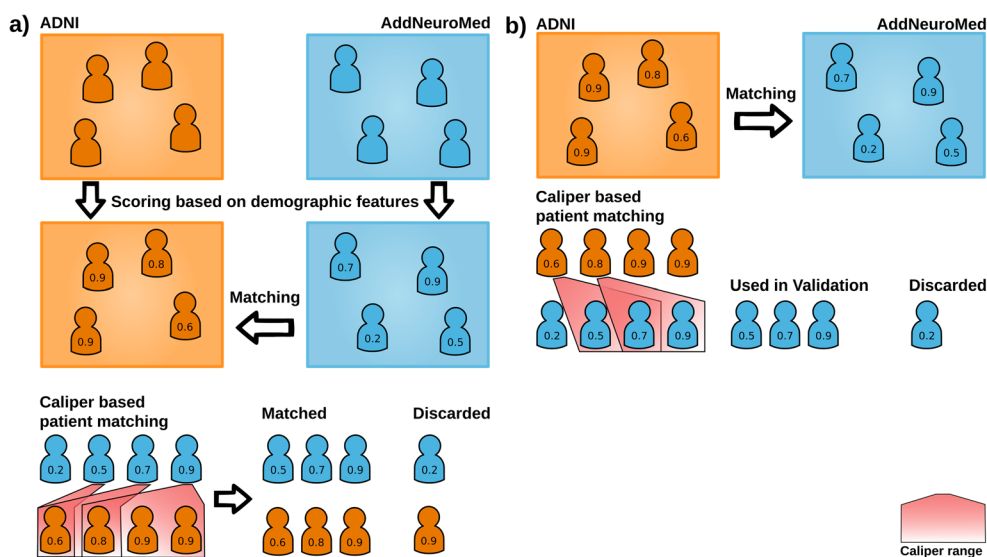 a)
ADNI
AddNeuroMed
Scoring based on demographic features
0.9
0.8
0.9
0.6
Matching
0.7
0.9
0.2
0.5
Caliper based
patient matching
0.2 0.5 0.7 0.9
0.6 0.8 0.9 0.9
Matched
0.5 0.7 0.9
0.6 0.8 0.9
Discarded
0.2
0.9
b)
ADNI
AddNeuroMed
0.9
0.8
0.9
0.6
Matching
0.7
0.9
0.2
0.5
Caliper based
patient matching
0.6 0.8 0.9 0.9
0.2 0.5 0.7 0.9
Used in Validation
0.5 0.7 0.9
Discarded
0.2
Caliper range